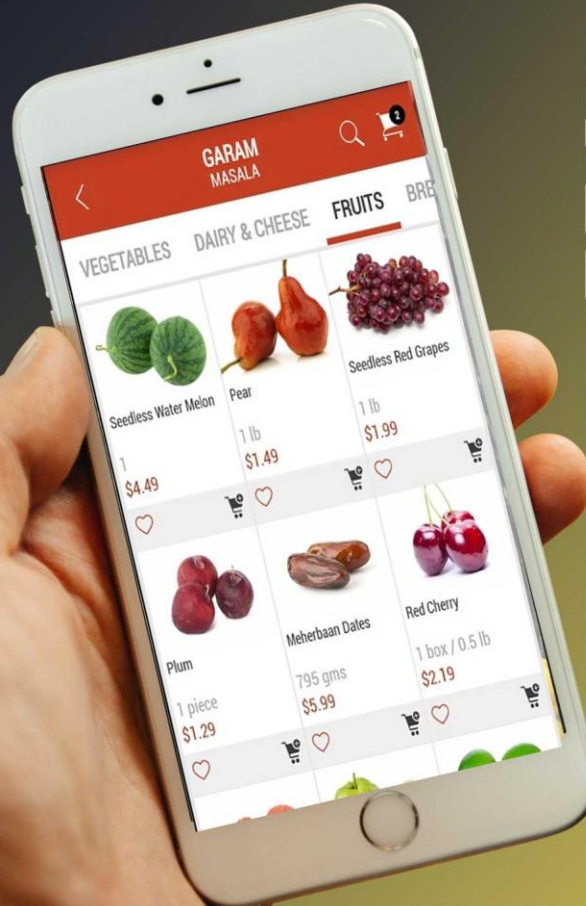 GARAM
MASALA
2
VEGETABLES DAIRY & CHEESE FRUITS BRE
Seedless Water Melon
1
$4.49
Pear
1 lb
$1.49
Seedless Red Grapes
1 lb
$1.99
Plum
1 piece
$1.29
Meherbaan Dates
795 gms
$5.99
Red Cherry
1 box / 0.5 lb
$2.19